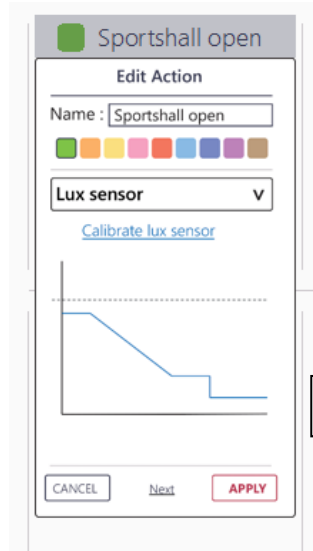 Sportshall open
Edit Action
Name : Sportshall open
Lux sensor v
Calibrate lux sensor
CANCEL Next APPLY